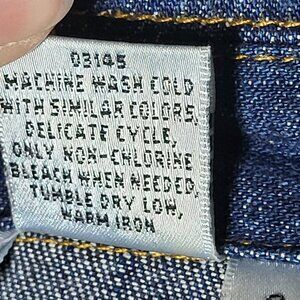 03145
MACHINE WASH COLD
WITH SIMILAR COLORS,
DELICATE CYCLE,
ONLY NON-CHLORINE
BLEACH WHEN NEEDED,
TUMBLE DRY LOW,
WARM IRON